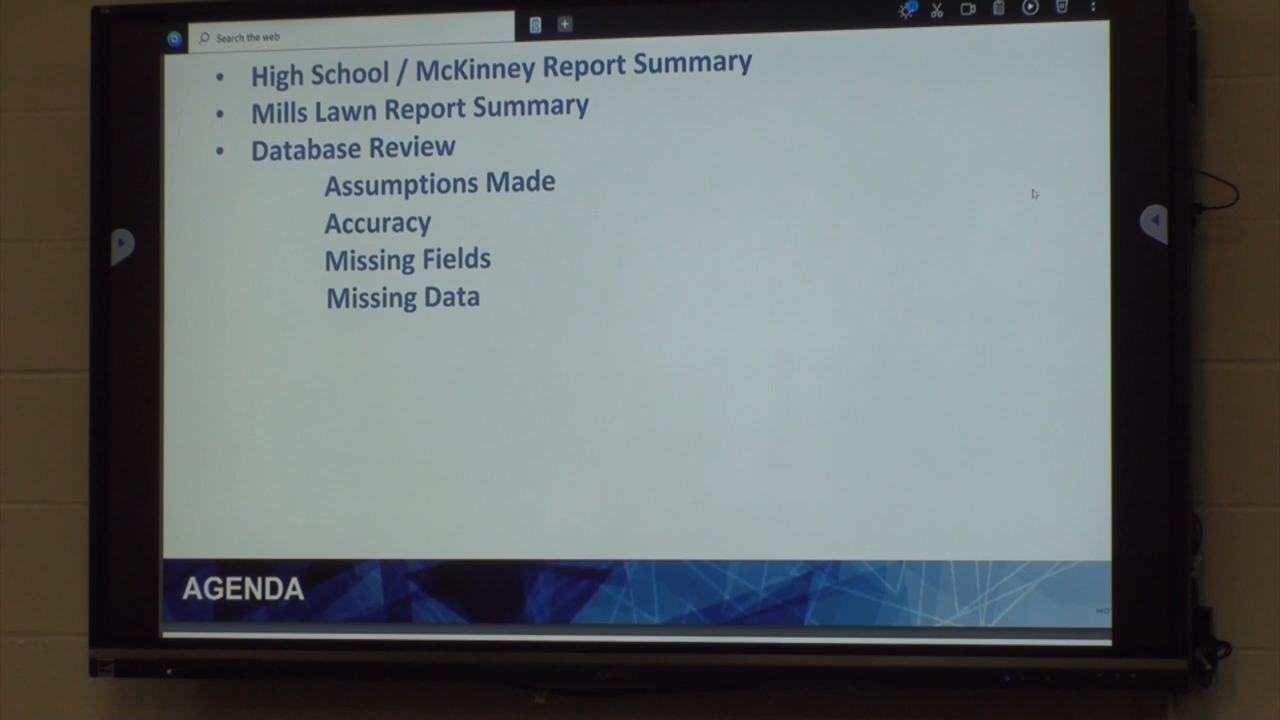 Search the web
• High School / McKinney Report Summary
• Mills Lawn Report Summary
• Database Review
Assumptions Made
Accuracy
Missing Fields
Missing Data
AGENDA